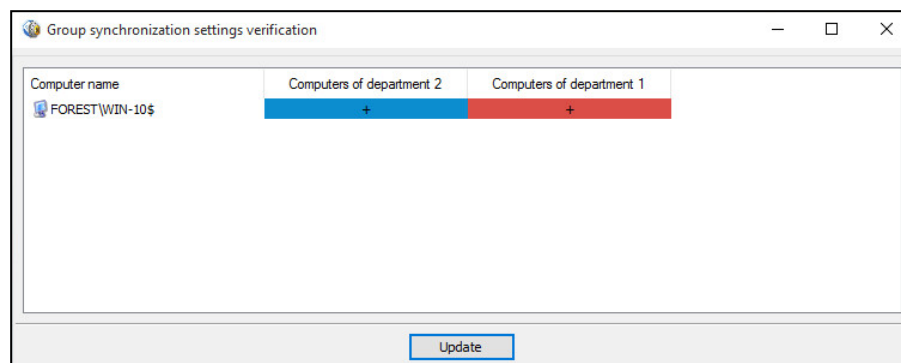 Group synchronization settings verification
Computer name Computers of department 2 Computers of department 1
FOREST\WIN-10$ + +
Update